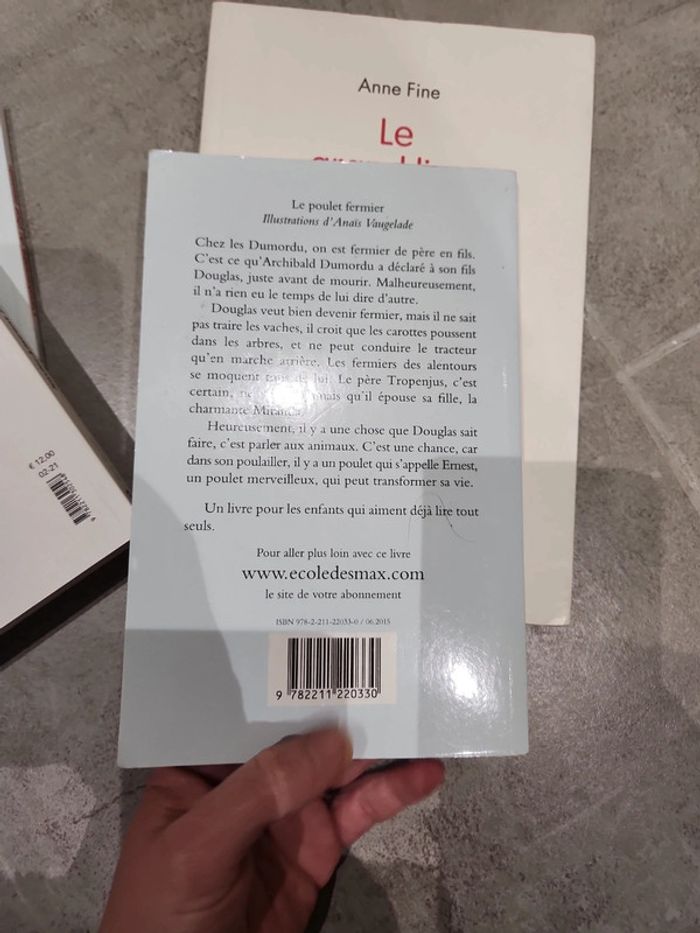 Anne Fine
Le
Le poulet fermier
Illustrations d'Anaïs Vaugelade
Chez les Dumordu, on est fermier de père en fils.
C'est ce qu'Archibald Dumordu a déclaré à son fils
Douglas, juste avant de mourir. Malheureusement,
il n'a rien eu le temps de lui dire d'autre.
Douglas veut bien devenir fermier, mais il ne sait
pas traire les vaches, il croit que les carottes poussent
dans les arbres, et ne peut conduire le tracteur
qu'en marche arrière. Les fermiers des alentours
se moquent tous de lui. Le père Tropenjus, c'est
certain, qu'il épouse sa fille, la
charmante Miranda.
Heureusement, il y a une chose que Douglas sait
faire, c'est parler aux animaux. C'est une chance, car
dans son poulailler, il y a un poulet qui s'appelle Ernest,
un poulet merveilleux, qui peut transformer sa vie.
Un livre pour les enfants qui aiment déjà lire tout
seuls.
Pour aller plus loin avec ce livre
www.ecoledesmax.com
le site de votre abonnement
ISBN 978-2-211-22033-0 / 06.2015
9 782211 220330
€ 12,00
02-21